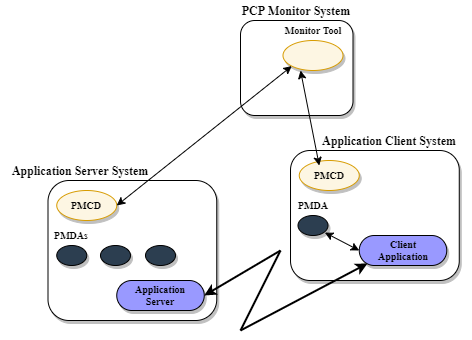 PCP Monitor System
Monitor Tool
Application Client System
PMCD
PMDA
Client
Application
Application Server System
PMCD
PMDAs
Application
Server